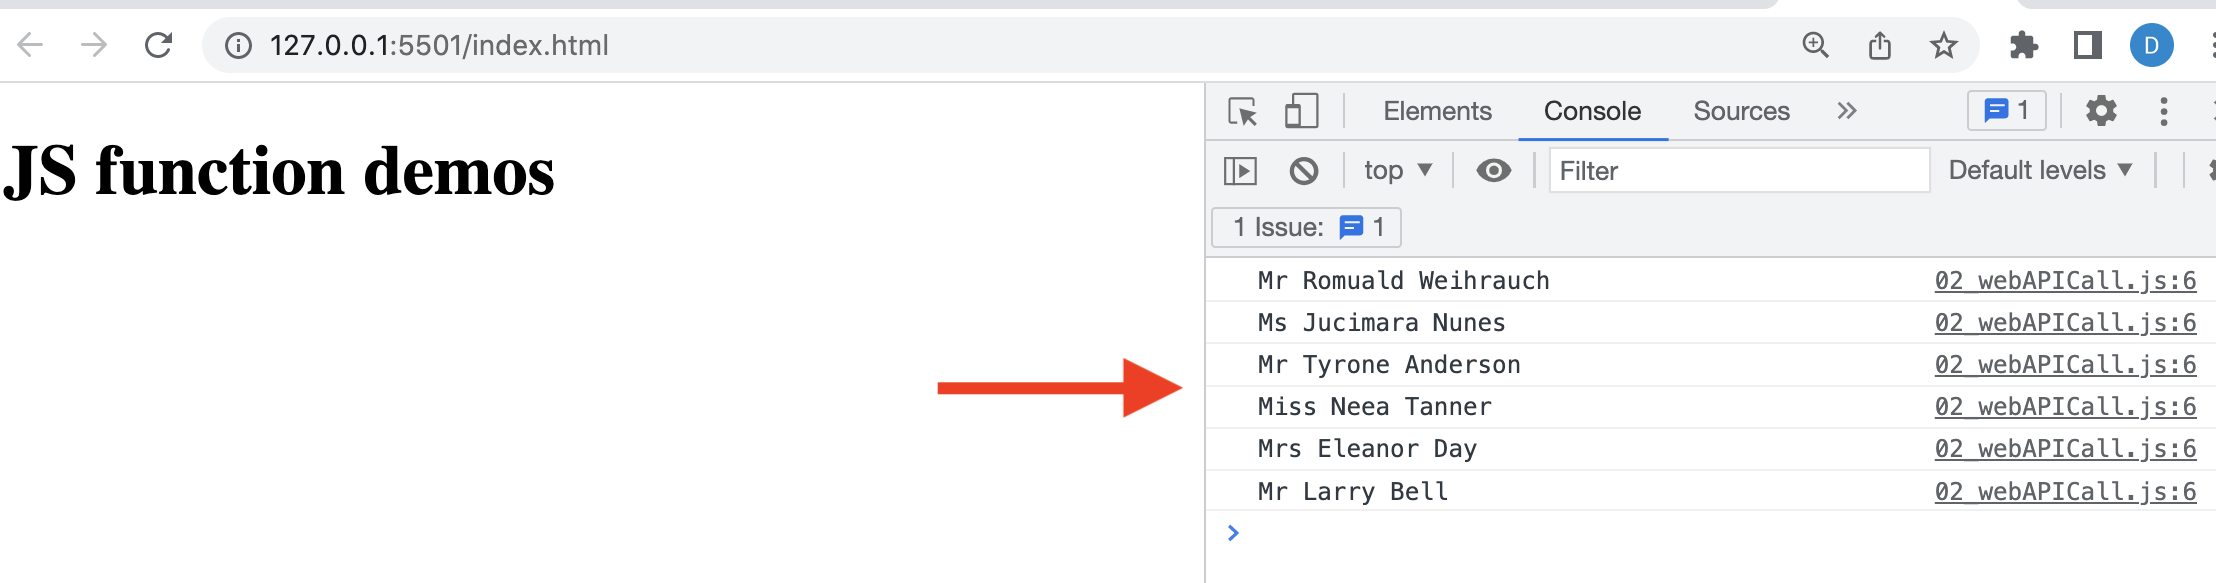 127.0.0.1:5501/index.html
D
JS function demos
Elements Console Sources 1
top Filter Default levels
1 Issue: 1
Mr Romuald Weihrauch 02_webAPICall.js:6
Ms Jucimara Nunes 02_webAPICall.js:6
Mr Tyrone Anderson 02_webAPICall.js:6
Miss Neea Tanner 02_webAPICall.js:6
Mrs Eleanor Day 02_webAPICall.js:6
Mr Larry Bell 02_webAPICall.js:6